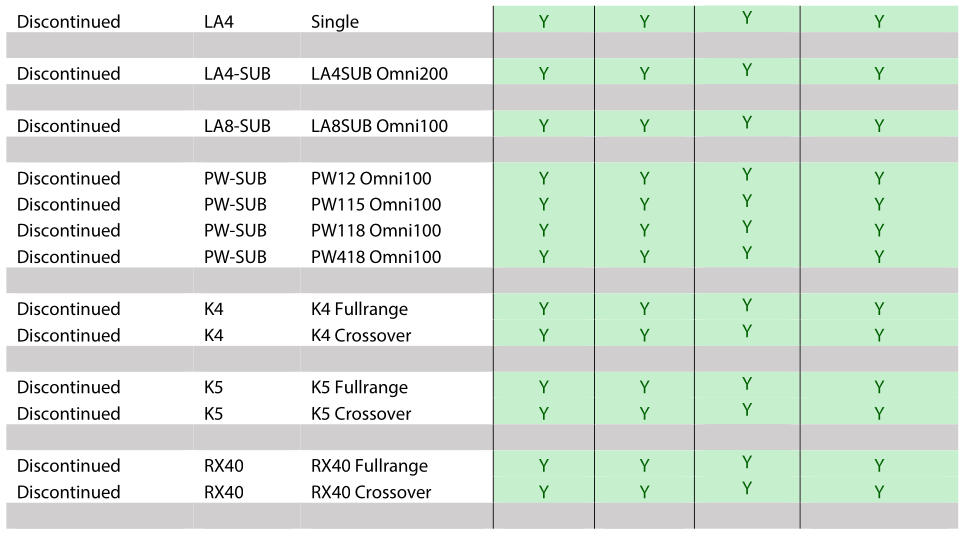 Discontinued LA4 Single Y Y Y Y
Discontinued LA4-SUB LA4SUB Omni200 Y Y Y Y
Discontinued LA8-SUB LA8SUB Omni100 Y Y Y Y
Discontinued PW-SUB PW12 Omni100 Y Y Y Y
Discontinued PW-SUB PW115 Omni100 Y Y Y Y
Discontinued PW-SUB PW118 Omni100 Y Y Y Y
Discontinued PW-SUB PW418 Omni100 Y Y Y Y
Discontinued K4 K4 Fullrange Y Y Y Y
Discontinued K4 K4 Crossover Y Y Y Y
Discontinued K5 K5 Fullrange Y Y Y Y
Discontinued K5 K5 Crossover Y Y Y Y
Discontinued RX40 RX40 Fullrange Y Y Y Y
Discontinued RX40 RX40 Crossover Y Y Y Y